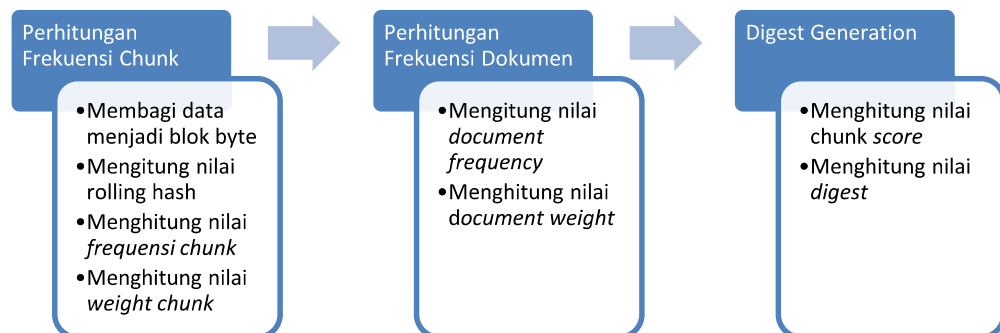 Perhitungan
Frekuensi Chunk
•Membagi data
menjadi blok byte
•Mengitung nilai
rolling hash
•Menghitung nilai
frequensi chunk
•Menghitung nilai
weight chunk
Perhitungan
Frekuensi Dokumen
•Mengitung nilai
document
frequency
•Menghitung nilai
document weight
Digest Generation
•Menghitung nilai
chunk score
•Menghitung nilai
digest